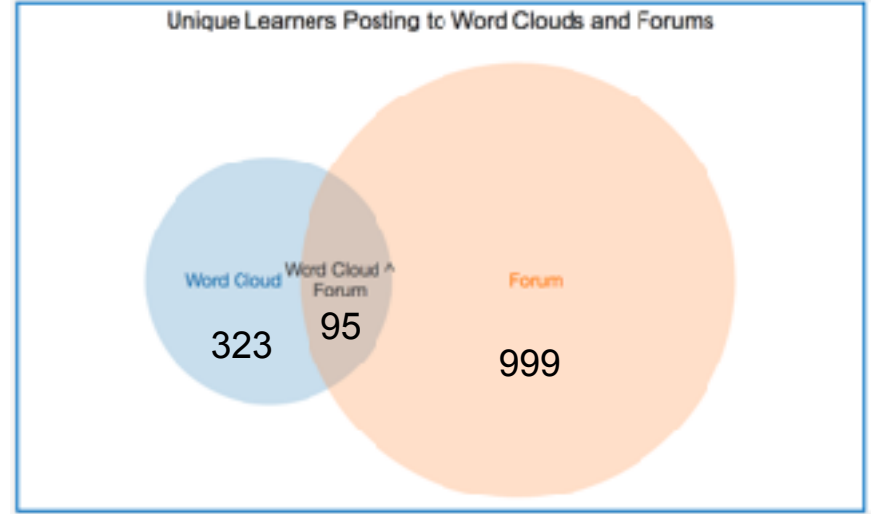 Unique Learners Posting to Word Clouds and Forums
Word Cloud
Word Cloud ^
Forum
Forum
323
95
999